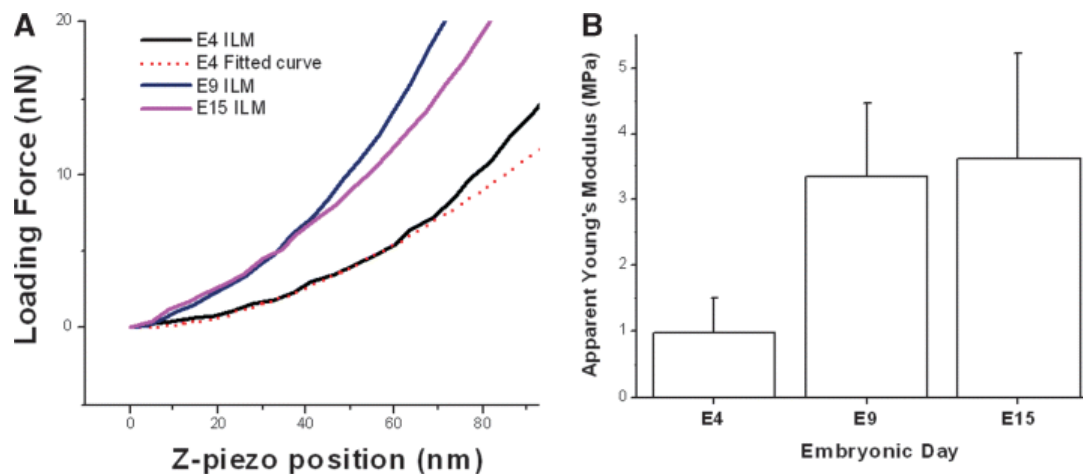 A
E4 ILM
E4 Fitted curve
E9 ILM
E15 ILM
Loading Force (nN)
20
10
0
0 20 40 60 80
Z-piezo position (nm)
B
Apparent Young's Modulus (MPa)
5
4
3
2
1
0
E4 E9 E15
Embryonic Day